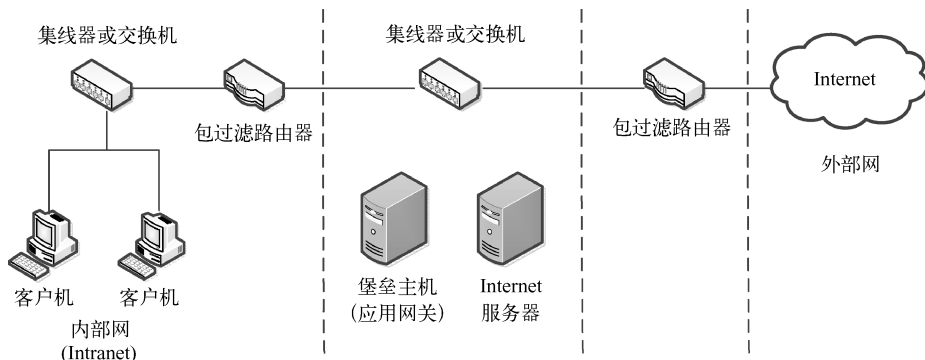 集线器或交换机
集线器或交换机
Internet
包过滤路由器
包过滤路由器
外部网
客户机
客户机
内部网
(Intranet)
堡垒主机
(应用网关)
Internet
服务器